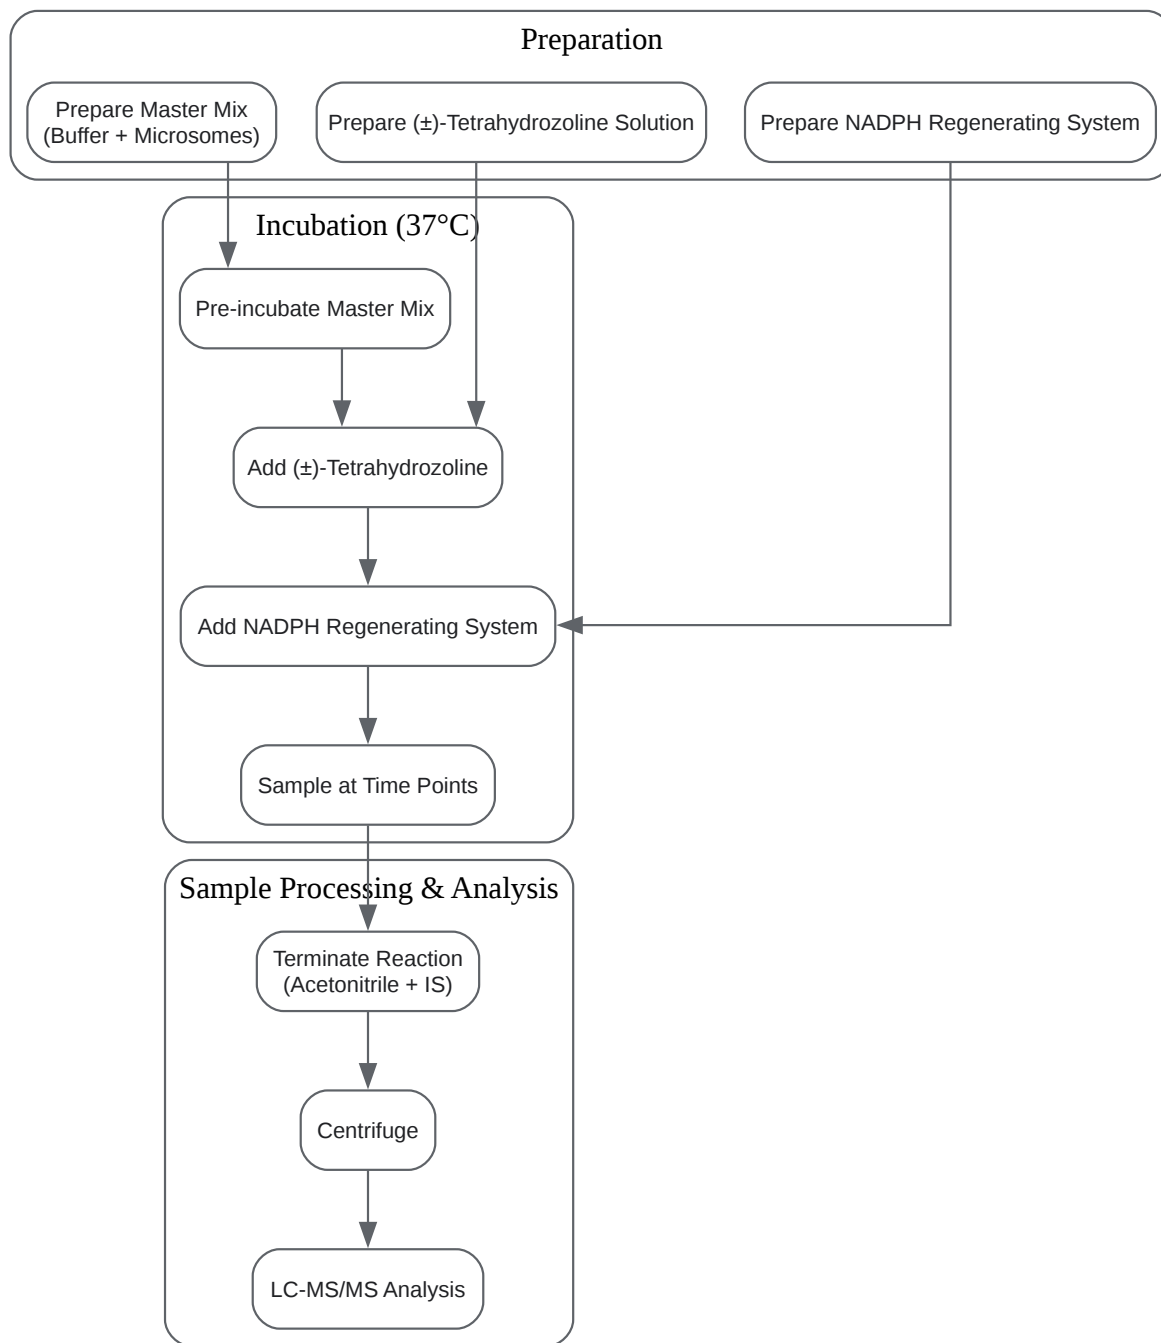 Preparation
Prepare Master Mix
(Buffer + Microsomes)
Prepare (±)-Tetrahydrozoline Solution
Prepare NADPH Regenerating System
Incubation (37°C)
Pre-incubate Master Mix
Add (±)-Tetrahydrozoline
Add NADPH Regenerating System
Sample at Time Points
Sample Processing & Analysis
Terminate Reaction
(Acetonitrile + IS)
Centrifuge
LC-MS/MS Analysis